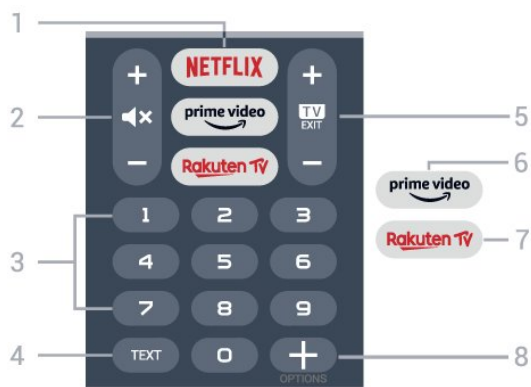 1
NETFLIX
+
+
2
prime video
TV
EXIT
5
6
−
−
prime video
Rakuten TV
Rakuten TV
7
1 2 3
3
4 5 6
7 8 9
4
TEXT 0 +
8
OPTIONS